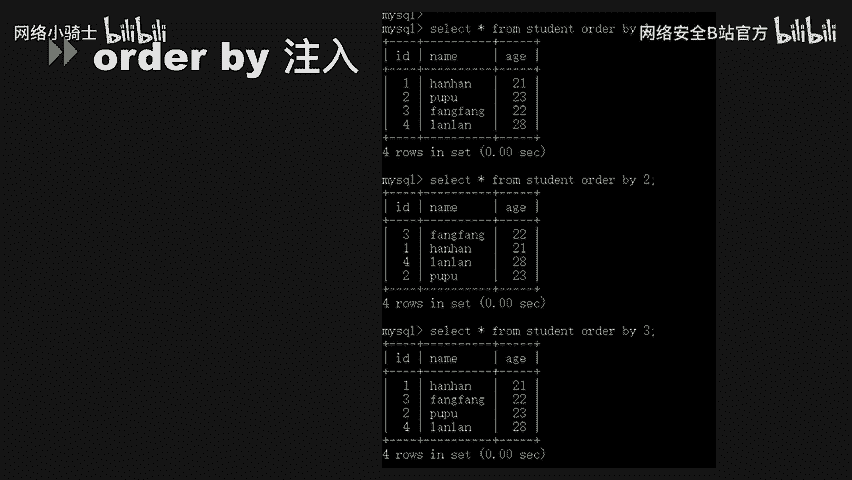 网络小骑士 bilibili
网络安全B站官方 bilibili
order by 注入
mysql>
mysql> select * from student order by
| id | name | age |
| 1 | hanhan | 21 |
| 2 | pupu | 23 |
| 3 | fangfang | 22 |
| 4 | lanlan | 28 |
4 rows in set (0.00 sec)
mysql> select * from student order by 2;
| id | name | age |
| 3 | fangfang | 22 |
| 1 | hanhan | 21 |
| 4 | lanlan | 28 |
| 2 | pupu | 23 |
4 rows in set (0.00 sec)
mysql> select * from student order by 3;
| id | name | age |
| 1 | hanhan | 21 |
| 3 | fangfang | 22 |
| 2 | pupu | 23 |
| 4 | lanlan | 28 |
4 rows in set (0.00 sec)